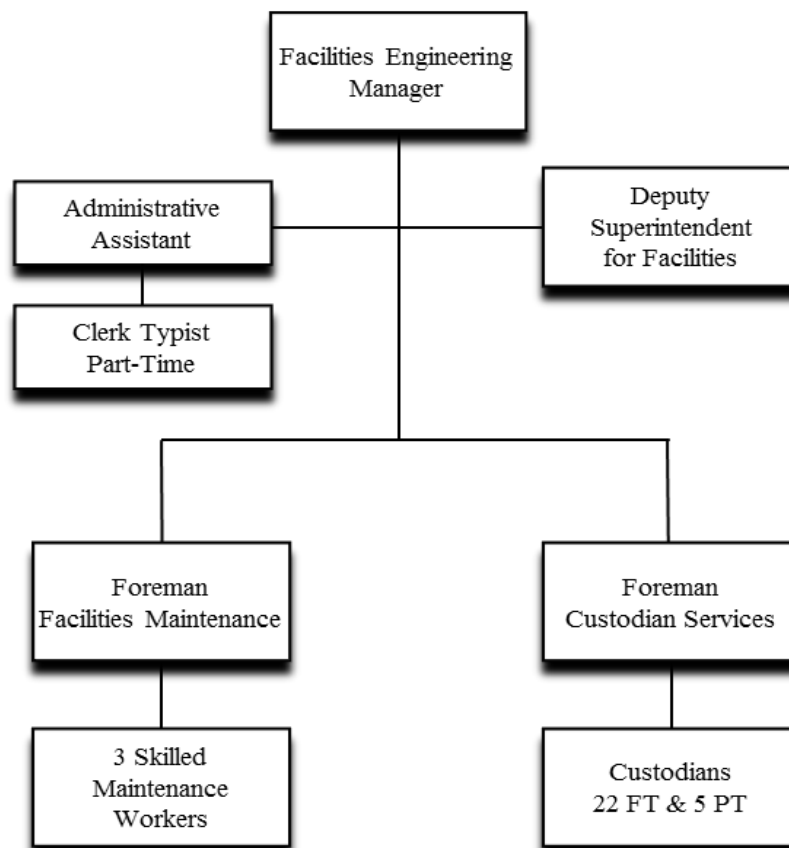 Facilities Engineering
Manager
Administrative
Assistant
Deputy
Superintendent
for Facilities
Clerk Typist
Part-Time
Foreman
Facilities Maintenance
Foreman
Custodian Services
3 Skilled
Maintenance
Workers
Custodians
22 FT & 5 PT